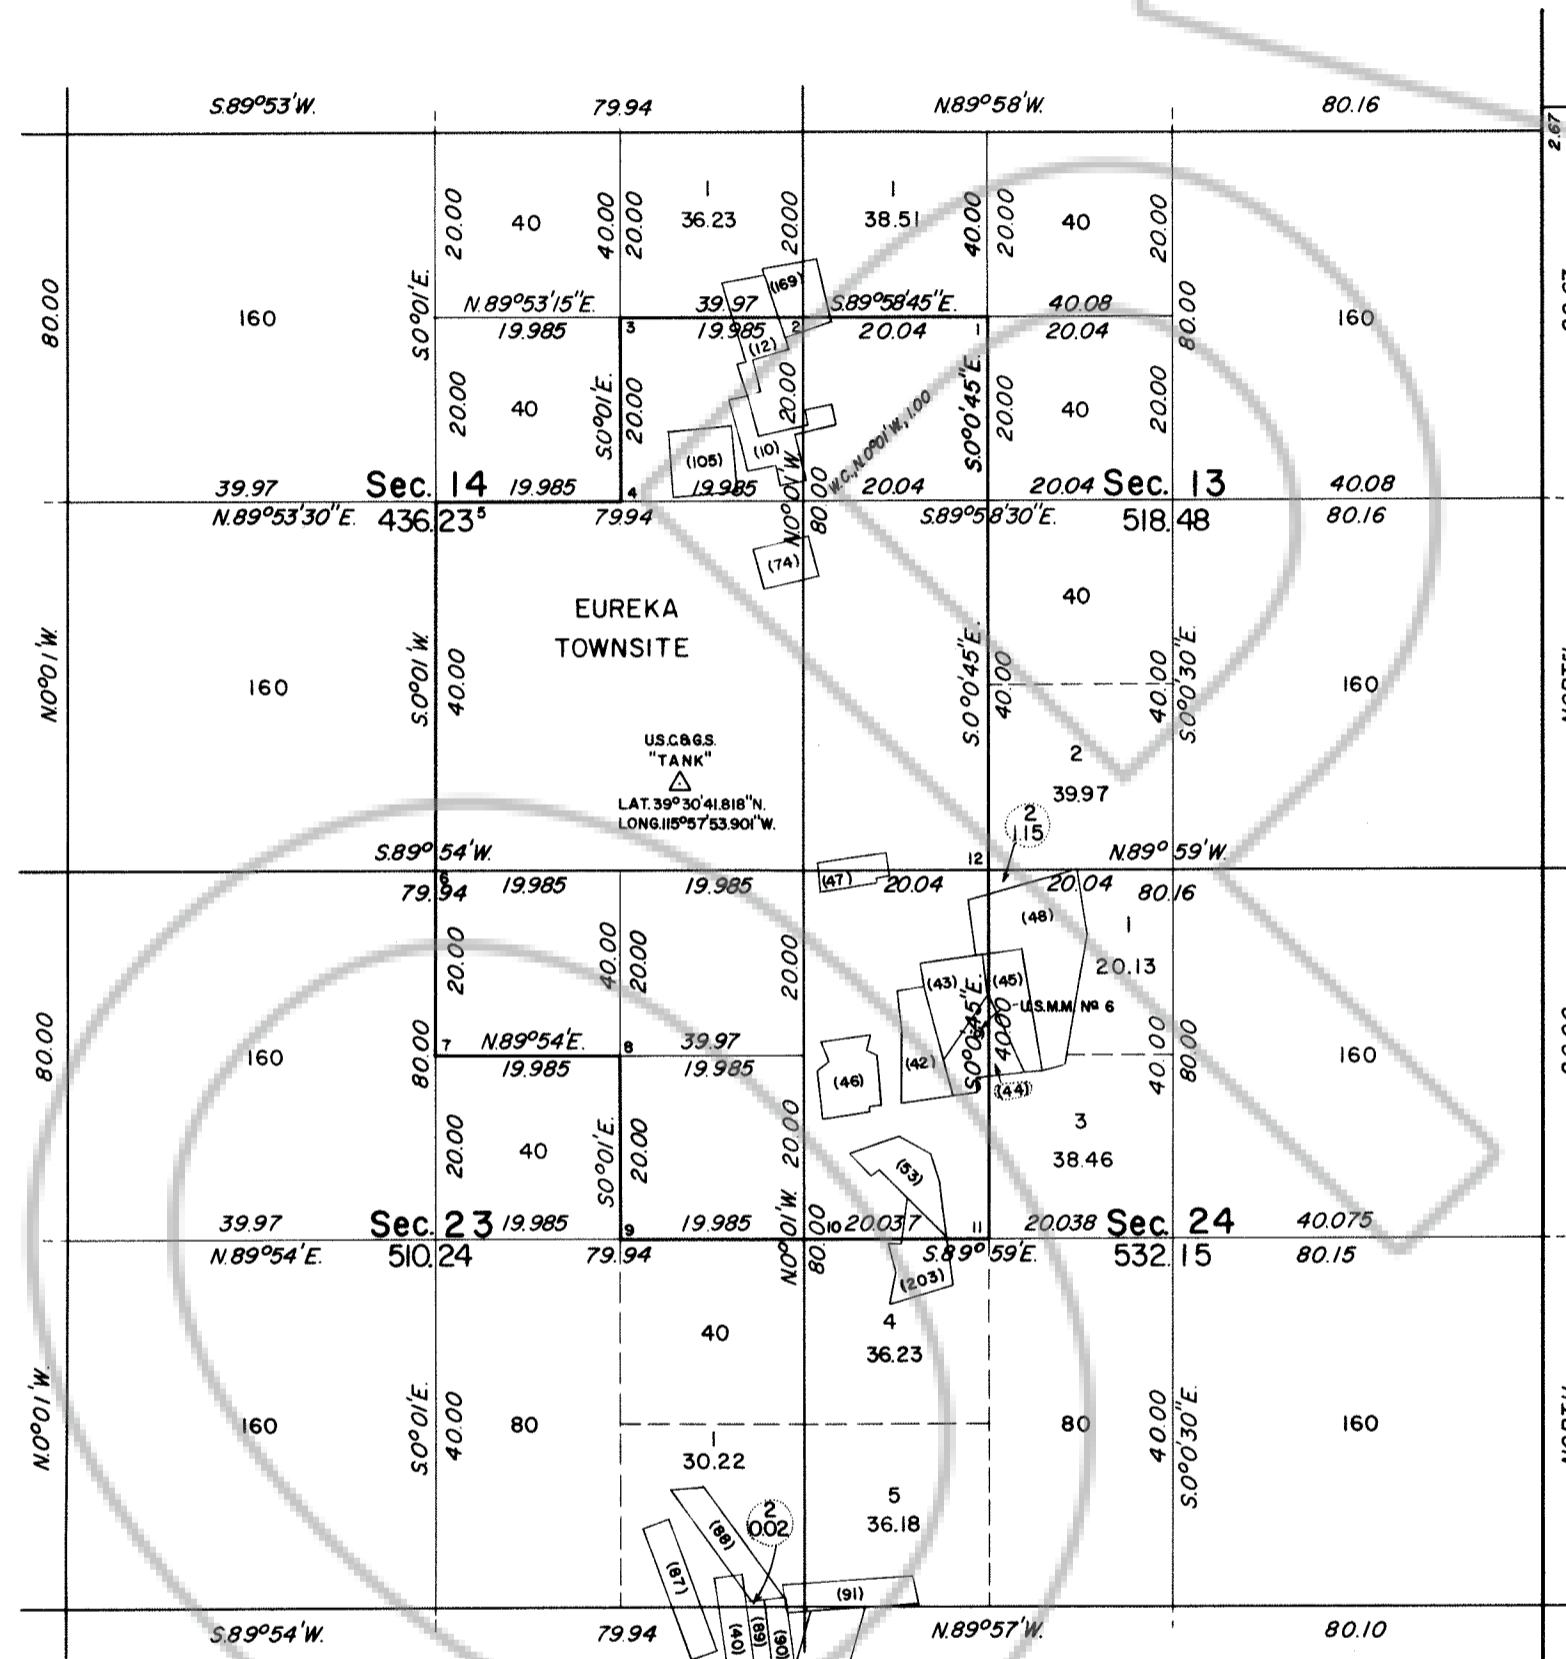 S.89°53'W. 79.94 N.89°58'W. 80.16
2.67
1 1
20.00 40 40.00 20.00 36.23 20.00 38.51 40.00 20.00 40 20.00
80.00 S.0°01'E. (169)
160 N.89°53'15"E. 39.97 S.89°58'45"E. 40.08 80.00 160
19.985 3 19.985 2 20.04 1 20.04
(12)
20.00 40 S.0°01'E. 20.00 20.00 W.C., N.0°01'W., 1.00 S.0°0'45"E. 20.00 40 20.00
(105) (10)
39.97 Sec. 14 19.985 4 19.985 20.04 20.04 Sec. 13 40.08
N.89°53'30"E. 436.23⁵ 79.94 N.0°01'W. 80.00 S.89°58'30"E. 518.48 80.16
(74)
EUREKA 40
TOWNSITE
N.0°01'W. 160 S.0°01'W. 40.00 S.0°0'45"E. 40.00 40.00 S.0°0'30"E. 160
U.S.C.&G.S.
"TANK" 2
LAT. 39°30'41.818"N. 39.97
LONG. 115°57'53.901"W. 2
1.15
S.89°54'W. 12 N.89°59'W.
6 (47)
79.94 19.985 19.985 20.04 20.04 80.16
(48) 1
20.00 40.00 20.00 20.00 20.13
(43) (45)
S.0°0'45"E. 40.00 U.S.M.M. Nº 6
80.00 160 80.00 7 N.89°54'E. 8 39.97 40.00 80.00 160
19.985 19.985 (42)
(46) (44)
20.00 40 S.0°01'E. 20.00 20.00 3
38.46
(53)
39.97 Sec. 23 19.985 9 19.985 10 20.037 11 20.038 Sec. 24 40.075
N.89°54'E. 510.24 79.94 N.0°01'W. 80.00 S.89°59'E. 532.15 80.15
(203)
40 4
36.23
N.0°01'W. 160 S.0°01'E. 40.00 80 80 40.00 S.0°0'30"E. 160
1
30.22
5
2 36.18
0.02
(88)
(87) (91)
S.89°54'W. 79.94 (40) (89) (90) N.89°57'W. 80.10